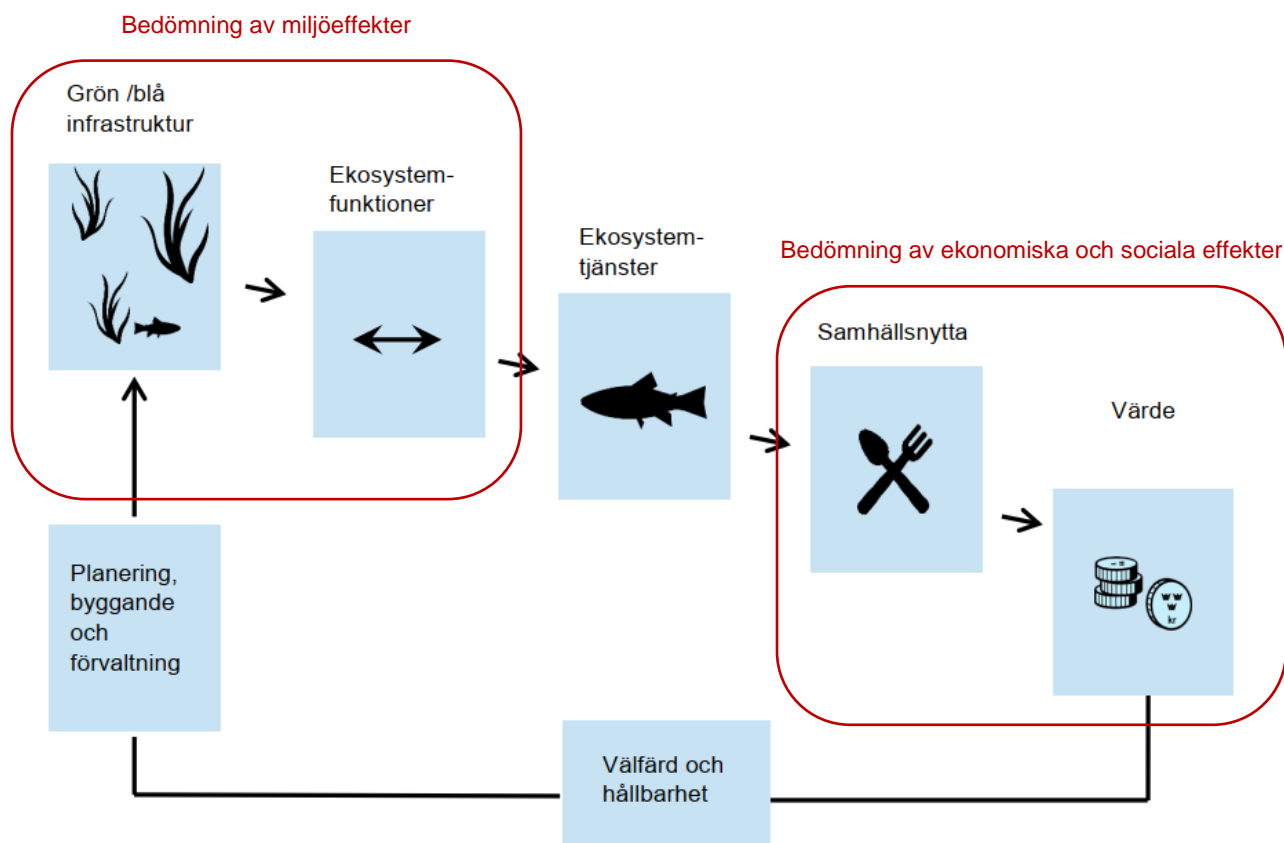 Bedömning av miljöeffekter
Grön /blå
infrastruktur
Ekosystem-
funktioner
Ekosystem-
tjänster
Bedömning av ekonomiska och sociala effekter
Samhällsnytta
Värde
kr
Planering,
byggande
och
förvaltning
Välfärd och
hållbarhet